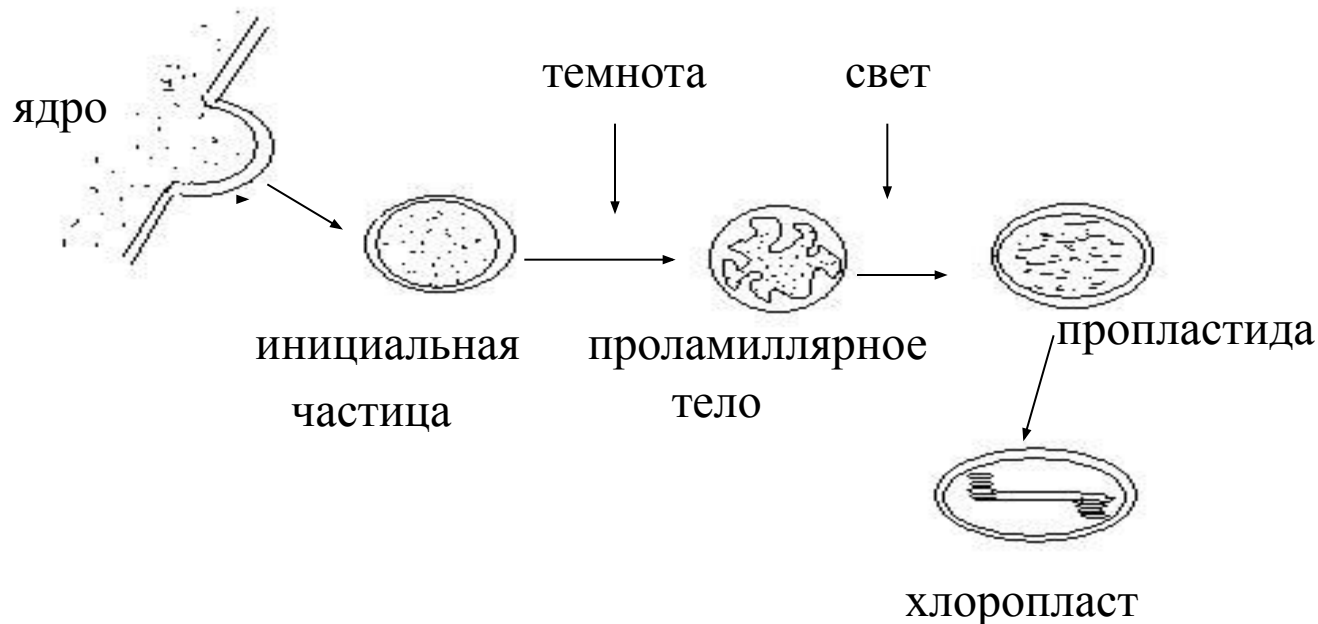 темнота
свет
ядро
инициальная
частица
проламиллярное
тело
пропластида
хлоропласт